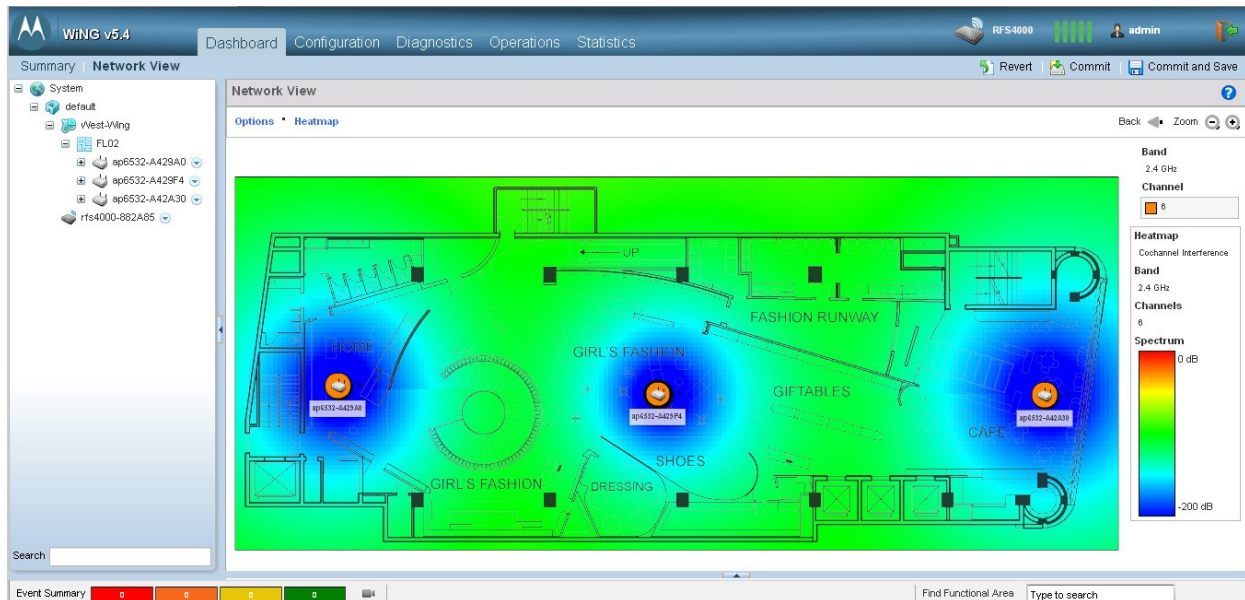 WiNG v5.4
Dashboard Configuration Diagnostics Operations Statistics
RFS4000
admin
Summary Network View
Revert Commit Commit and Save
System
default
West-Wing
FL02
ap6532-A429A0
ap6532-A429F4
ap6532-A42A30
rfs4000-882A85
Search
Network View
Options • Heatmap
Back Zoom
UP
FASHION RUNWAY
HOME
GIRL'S FASHION
GIFTABLES
ap6532-A429A0
ap6532-A429F4
ap6532-A42A30
CAFE
SHOES
GIRL'S FASHION
DRESSING
Band
2.4 GHz
Channel
6
Heatmap
Cochannel Interference
Band
2.4 GHz
Channels
6
Spectrum
0 dB
-200 dB
Event Summary 0 0 0 0
Find Functional Area Type to search